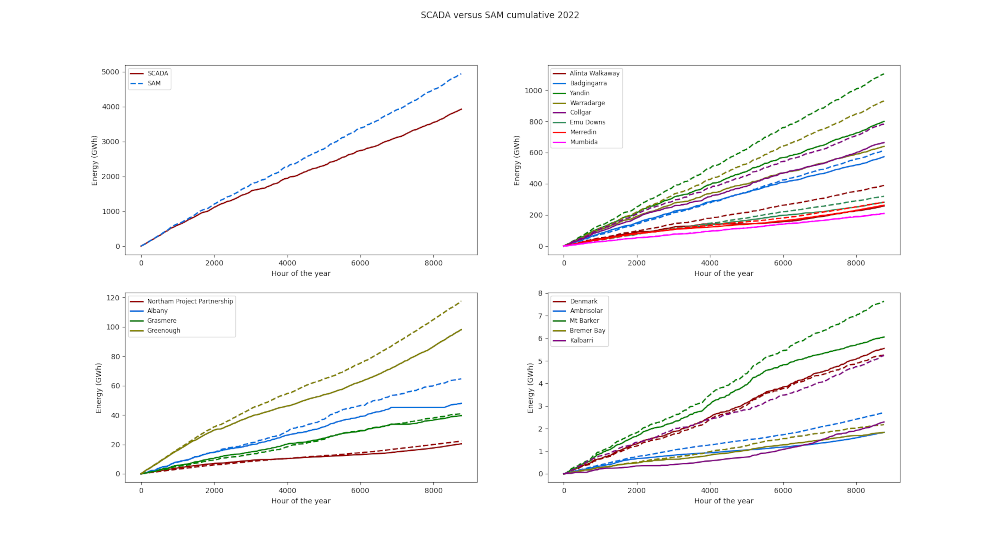 SCADA versus SAM cumulative 2022
SCADA
SAM
5000
4000
3000
2000
1000
0
Energy (GWh)
0 2000 4000 6000 8000
Hour of the year
Alinta Walkaway
Badgingarra
Yandin
Warradarge
Collgar
Emu Downs
Merredin
Mumbida
1000
800
600
400
200
0
Energy (GWh)
0 2000 4000 6000 8000
Hour of the year
Northam Project Partnership
Albany
Grasmere
Greenough
120
100
80
60
40
20
0
Energy (GWh)
0 2000 4000 6000 8000
Hour of the year
Denmark
Ambrisolar
Mt Barker
Bremer Bay
Kalbarri
8
7
6
5
4
3
2
1
0
Energy (GWh)
0 2000 4000 6000 8000
Hour of the year